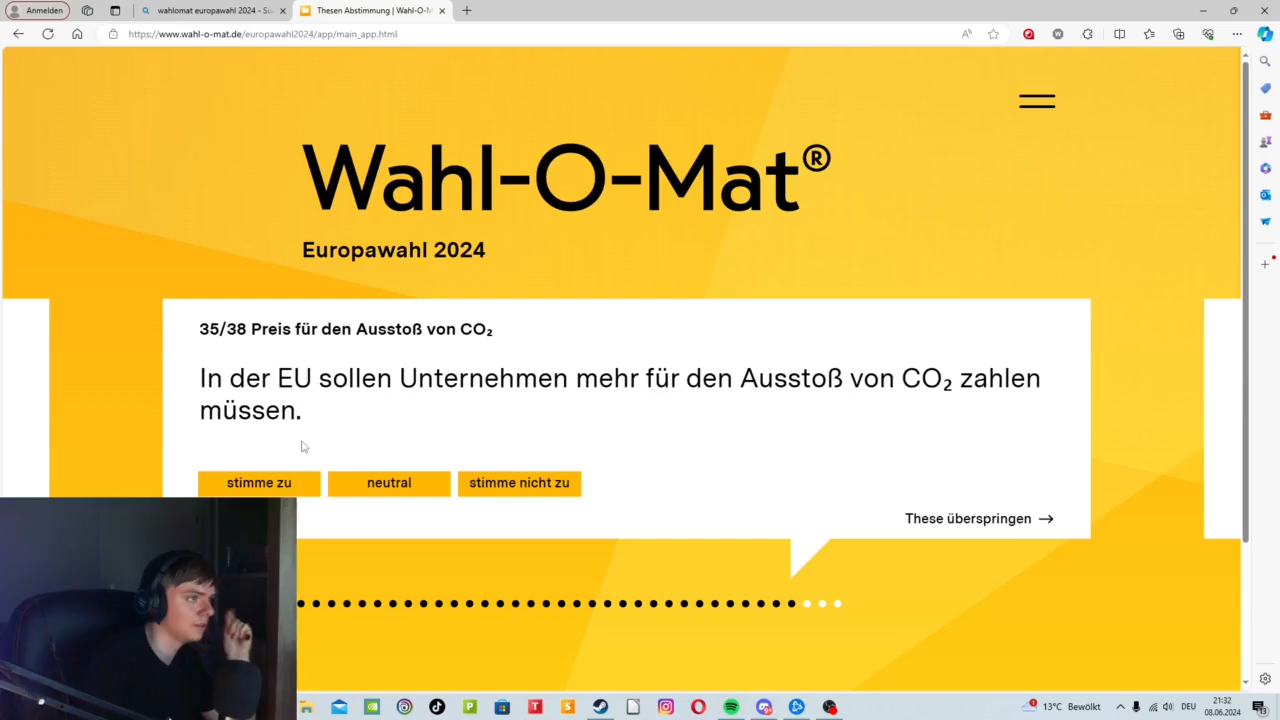 Anmelden
wahlomat europawahl 2024 - Su
Thesen Abstimmung | Wahl-O-M
https://www.wahl-o-mat.de/europawahl2024/app/main_app.html
Wahl-O-Mat®
Europawahl 2024
35/38 Preis für den Ausstoß von CO₂
In der EU sollen Unternehmen mehr für den Ausstoß von CO₂ zahlen
müssen.
stimme zu
neutral
stimme nicht zu
These überspringen →
13°C Bewölkt
DEU
21:32
08.06.2024